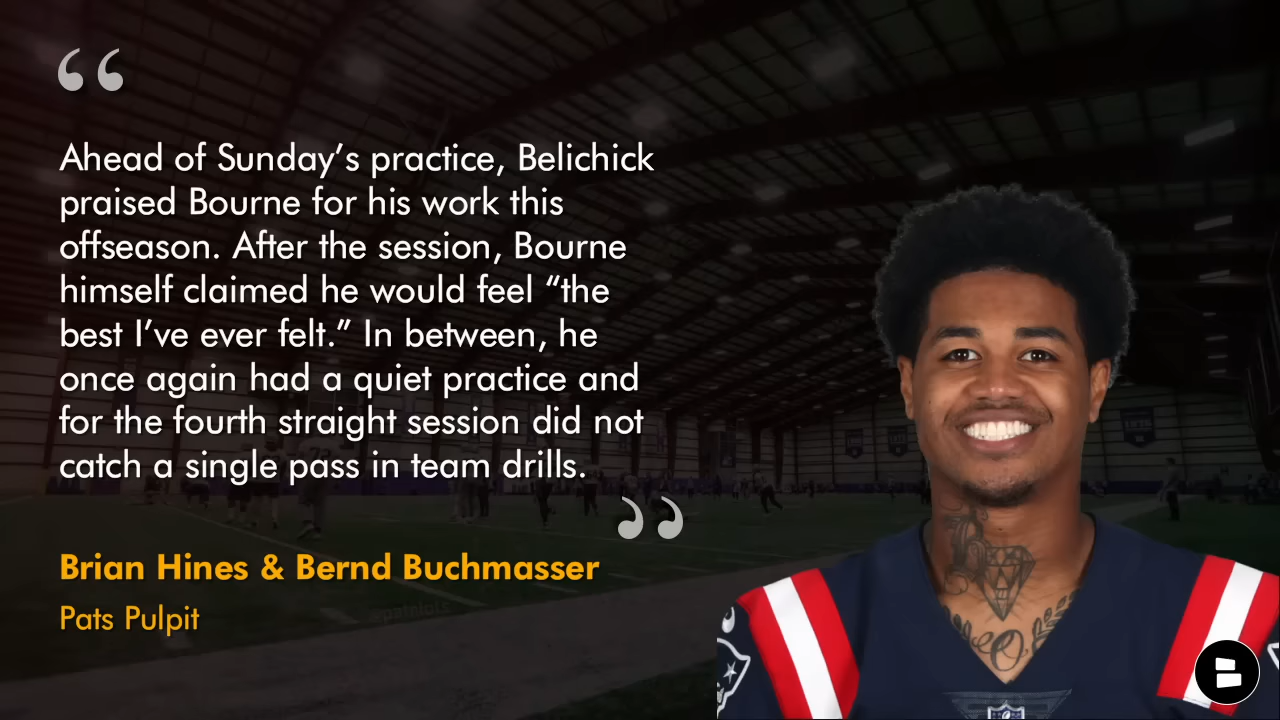 “
Ahead of Sunday’s practice, Belichick
praised Bourne for his work this
offseason. After the session, Bourne
himself claimed he would feel “the
best I’ve ever felt.” In between, he
once again had a quiet practice and
for the fourth straight session did not
catch a single pass in team drills.
”
Brian Hines & Bernd Buchmasser
Pats Pulpit